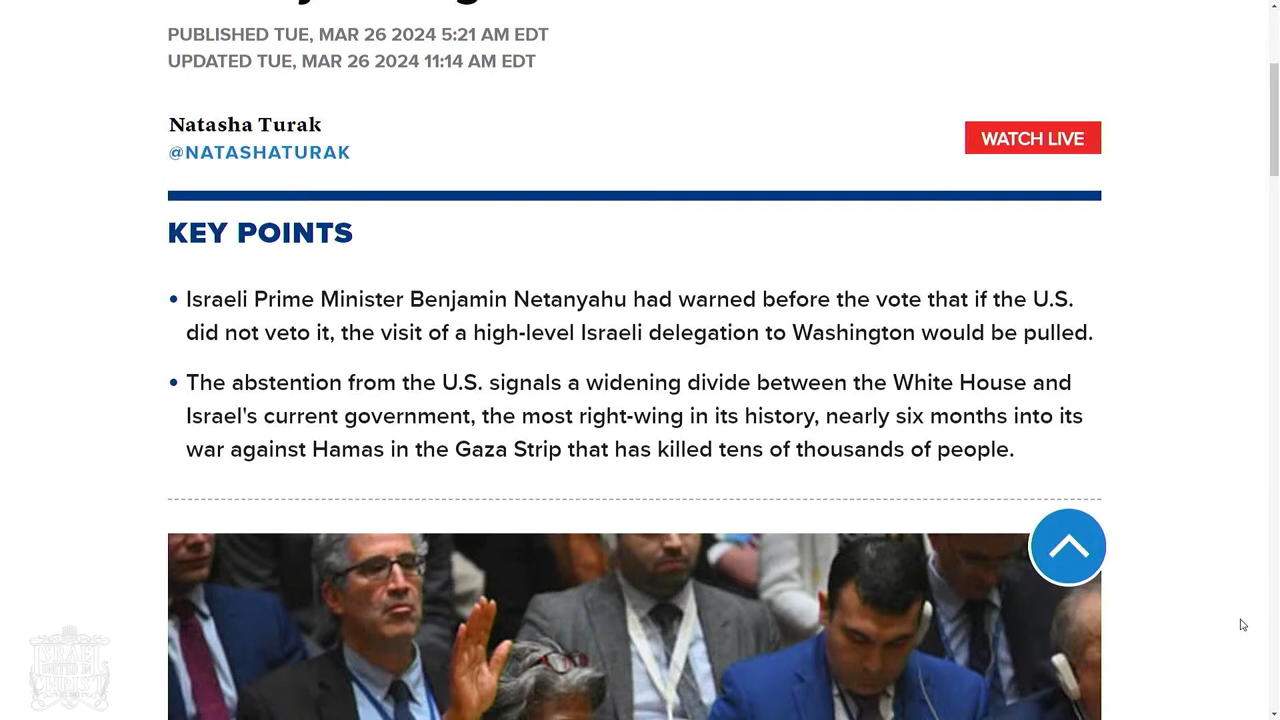 PUBLISHED TUE, MAR 26 2024 5:21 AM EDT
UPDATED TUE, MAR 26 2024 11:14 AM EDT
Natasha Turak
@NATASHATURAK
WATCH LIVE
KEY POINTS
• Israeli Prime Minister Benjamin Netanyahu had warned before the vote that if the U.S.
did not veto it, the visit of a high-level Israeli delegation to Washington would be pulled.
• The abstention from the U.S. signals a widening divide between the White House and
Israel's current government, the most right-wing in its history, nearly six months into its
war against Hamas in the Gaza Strip that has killed tens of thousands of people.
ISRAEL
UNITED IN
CHRIST